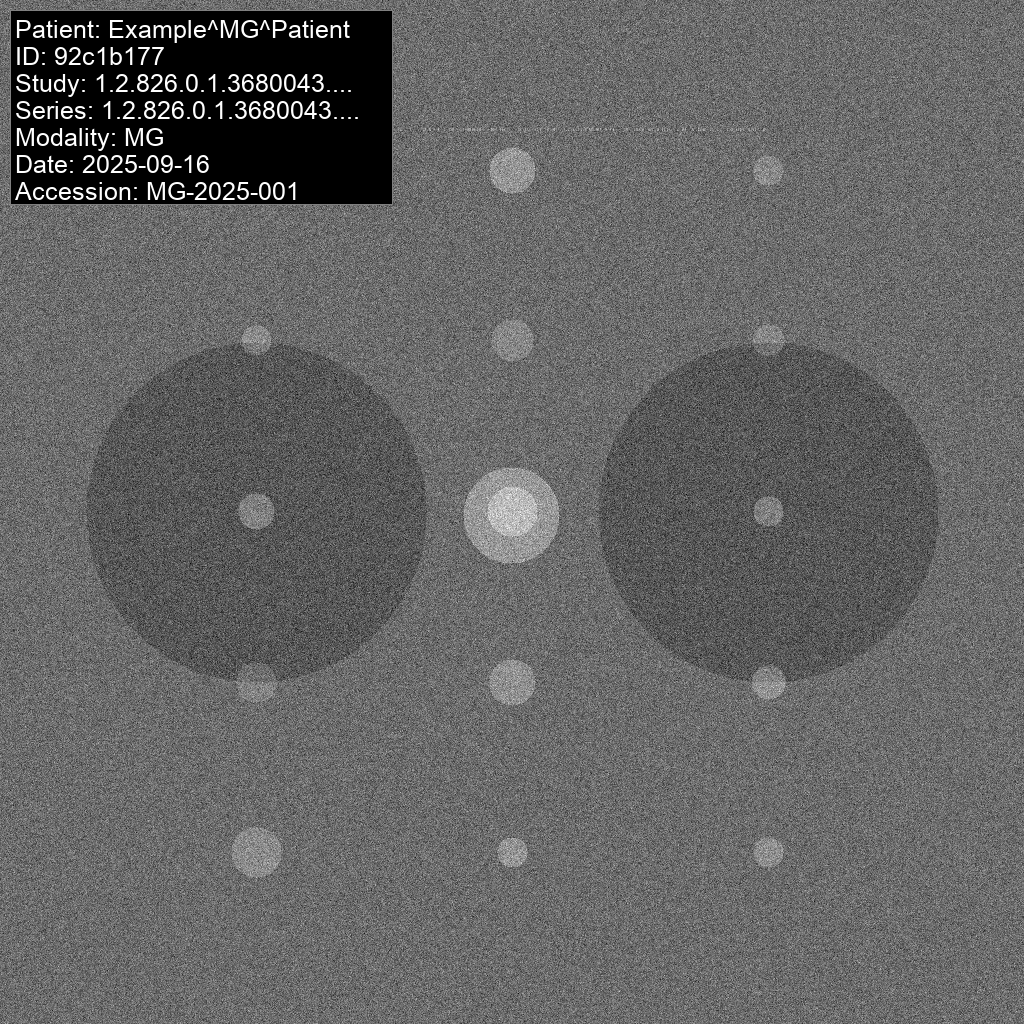 Patient: Example^MG^Patient
ID: 92c1b177
Study: 1.2.826.0.1.3680043....
Series: 1.2.826.0.1.3680043....
Modality: MG
Date: 2025-09-16
Accession: MG-2025-001